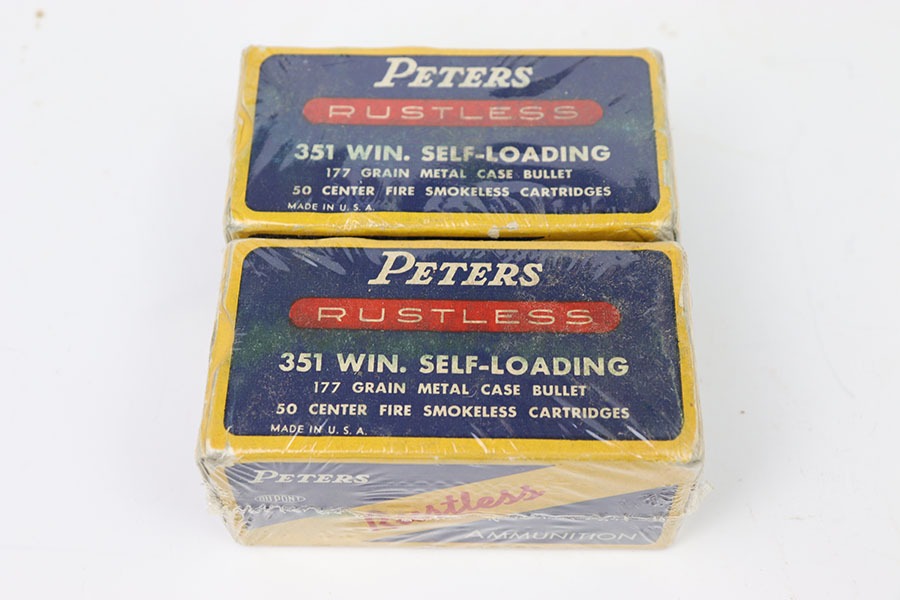 PETERS
RUSTLESS
351 WIN. SELF-LOADING
177 GRAIN METAL CASE BULLET
50 CENTER FIRE SMOKELESS CARTRIDGES
MADE IN U. S. A.
PETERS
RUSTLESS
351 WIN. SELF-LOADING
177 GRAIN METAL CASE BULLET
50 CENTER FIRE SMOKELESS CARTRIDGES
MADE IN U. S. A.
PETERS
DU PONT
Rustless
AMMUNITION